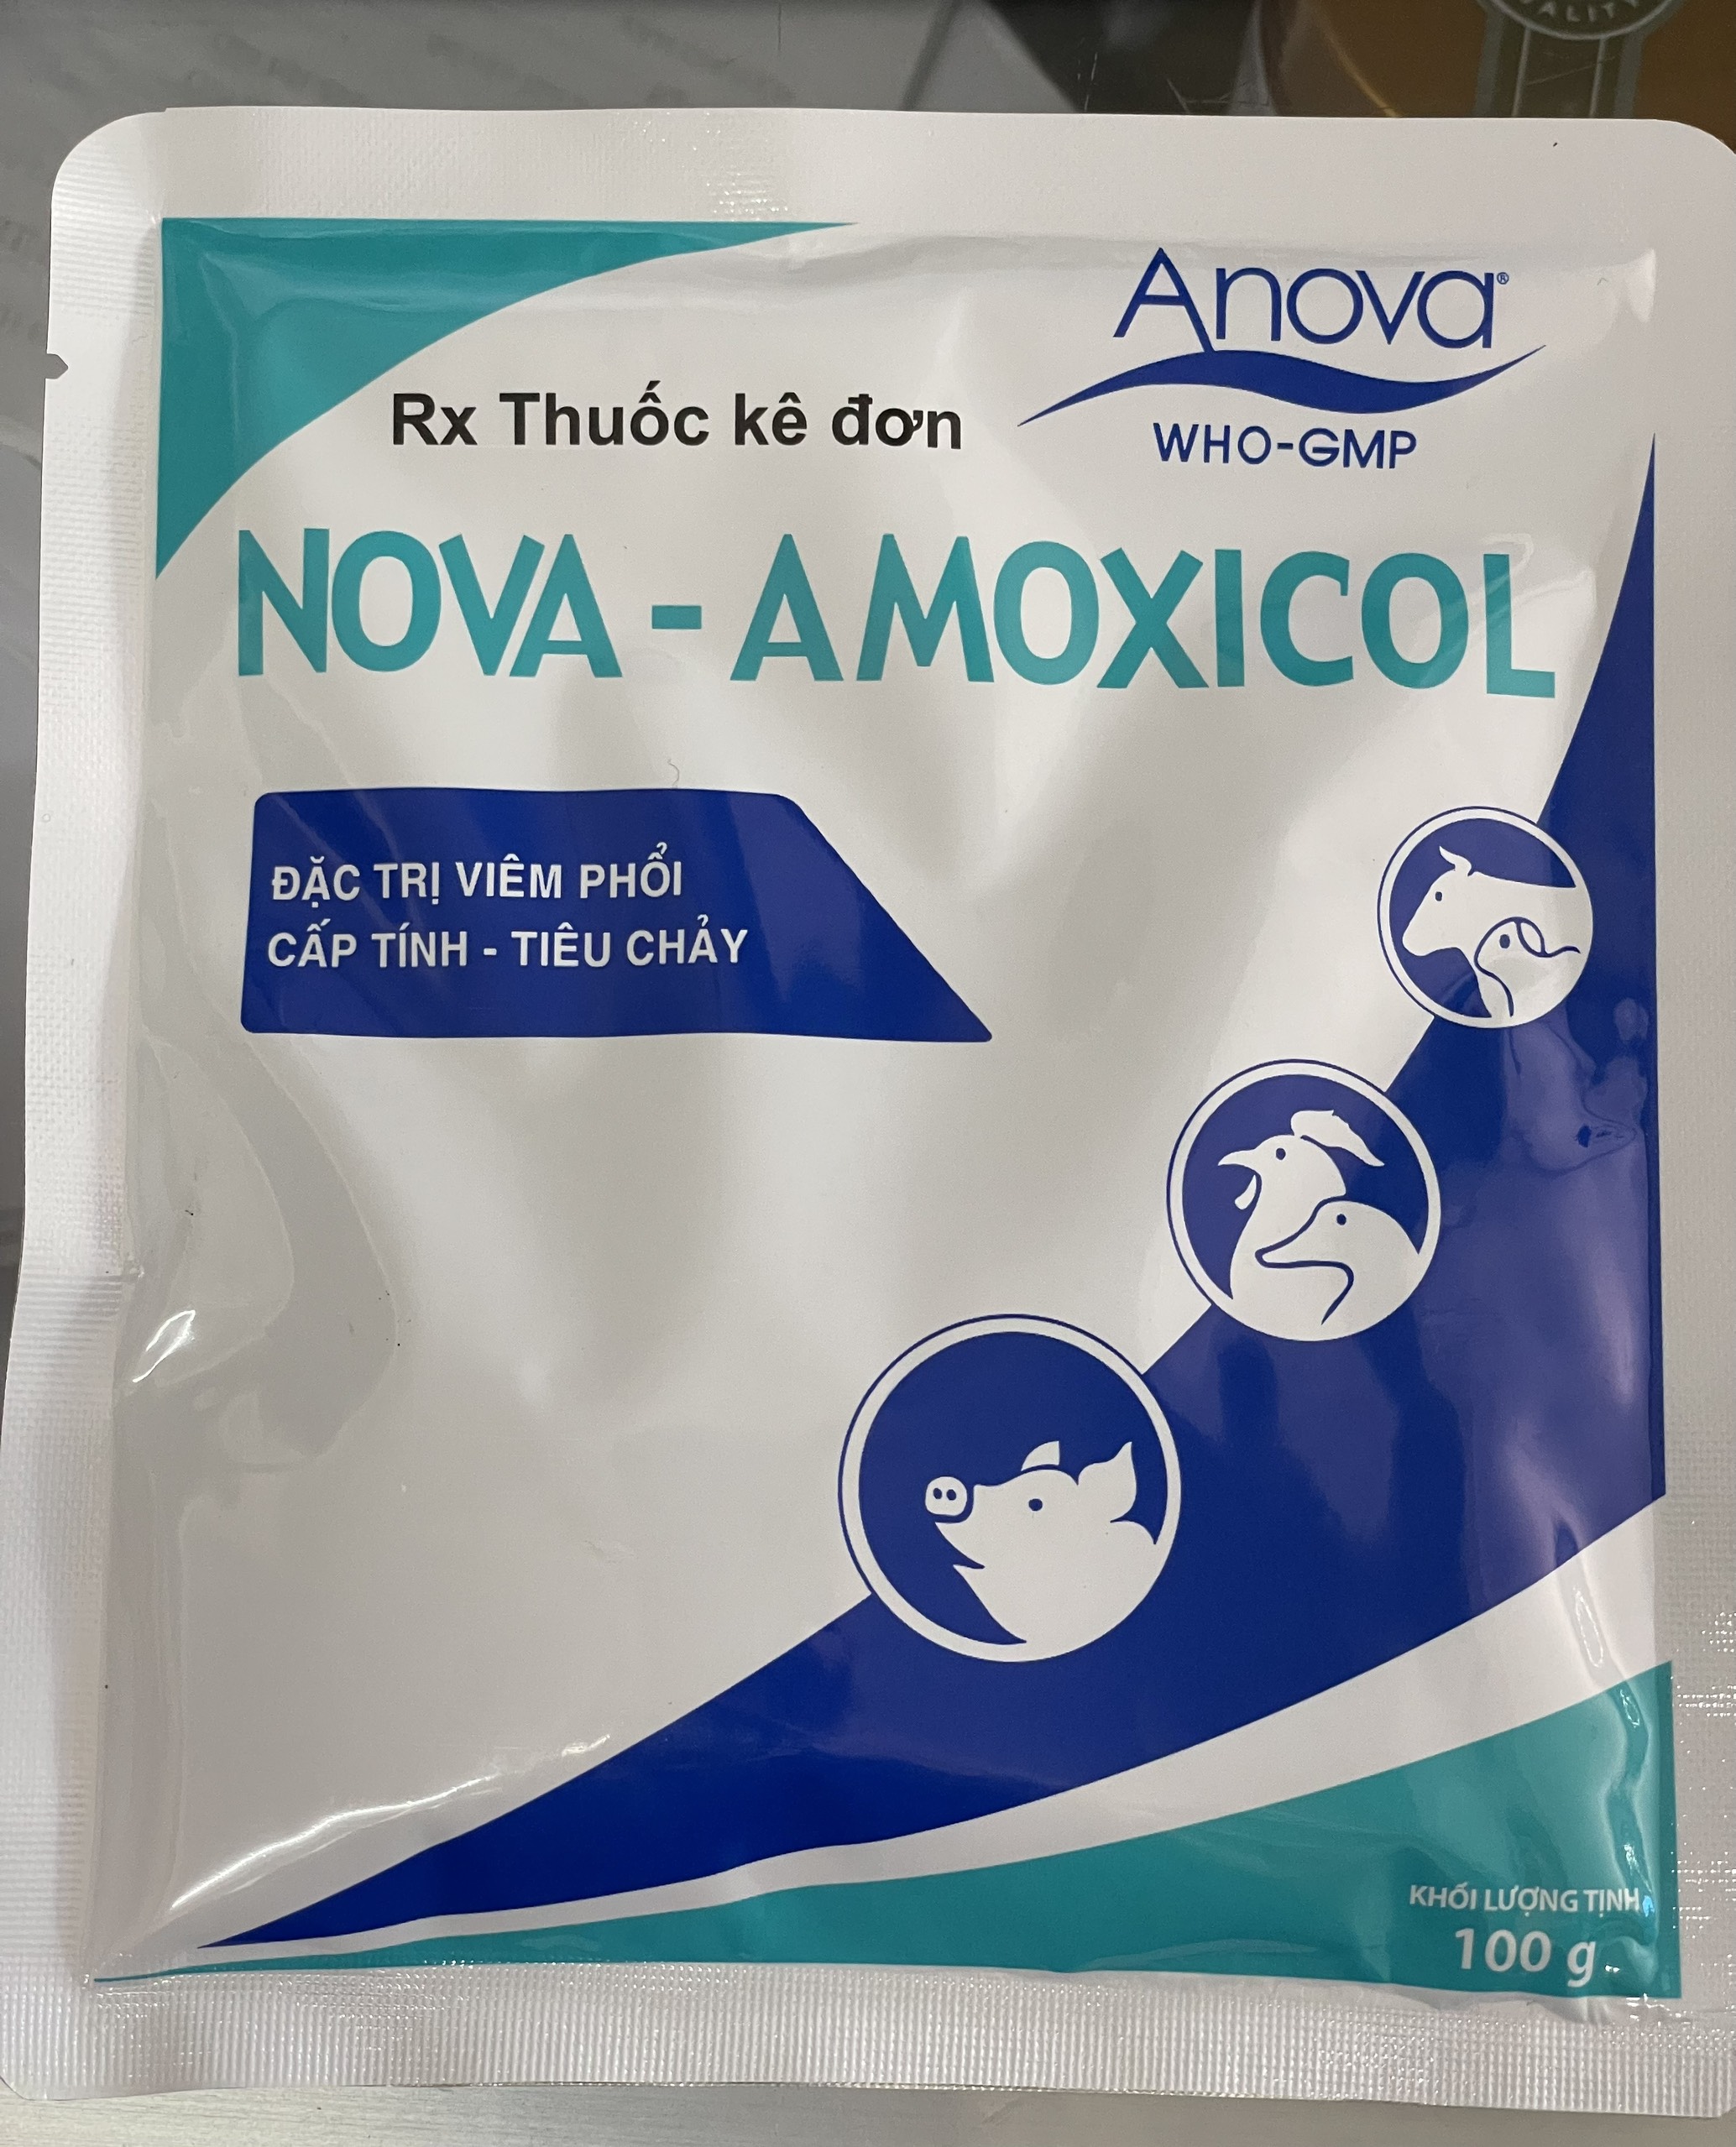 ALITY
Anova®
WHO-GMP
Rx Thuốc kê đơn
NOVA - AMOXICOL
ĐẶC TRỊ VIÊM PHỔI
CẤP TÍNH - TIÊU CHẢY
KHỐI LƯỢNG TỊNH
100 g